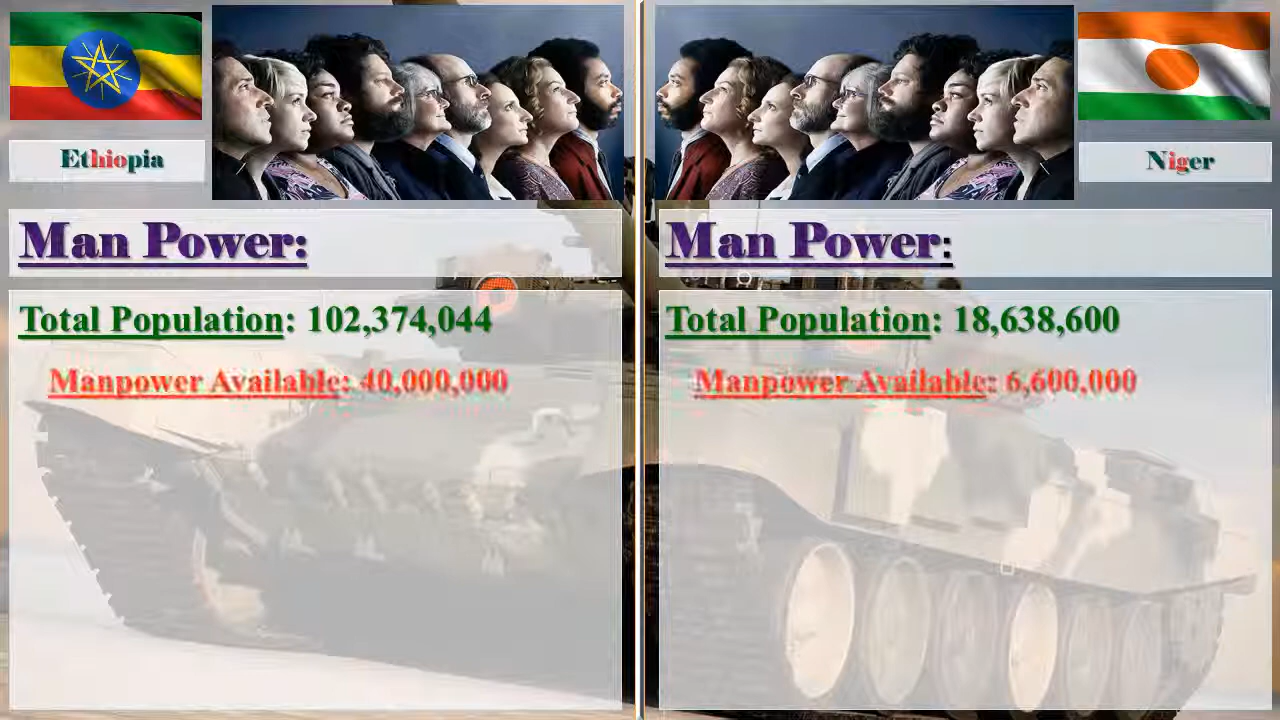 Ethiopia
Niger
Man Power:
Total Population: 102,374,044
Manpower Available: 40,000,000
Man Power:
Total Population: 18,638,600
Manpower Available: 6,600,000